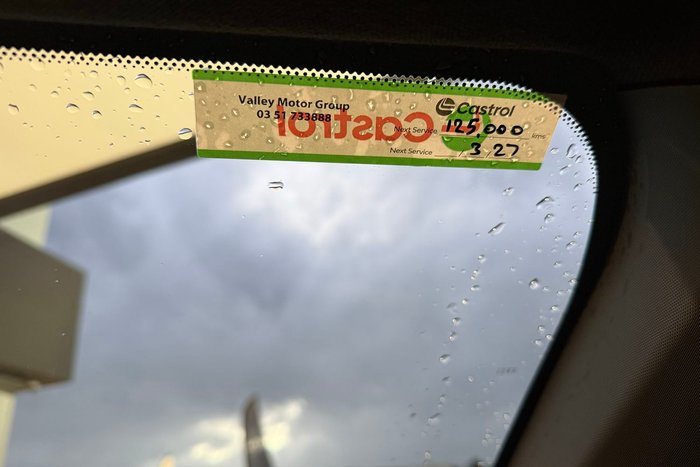 Valley Motor Group
03 51 733888
Castrol
Castrol
Next Service 125,000 kms
Next Service 3 / 27